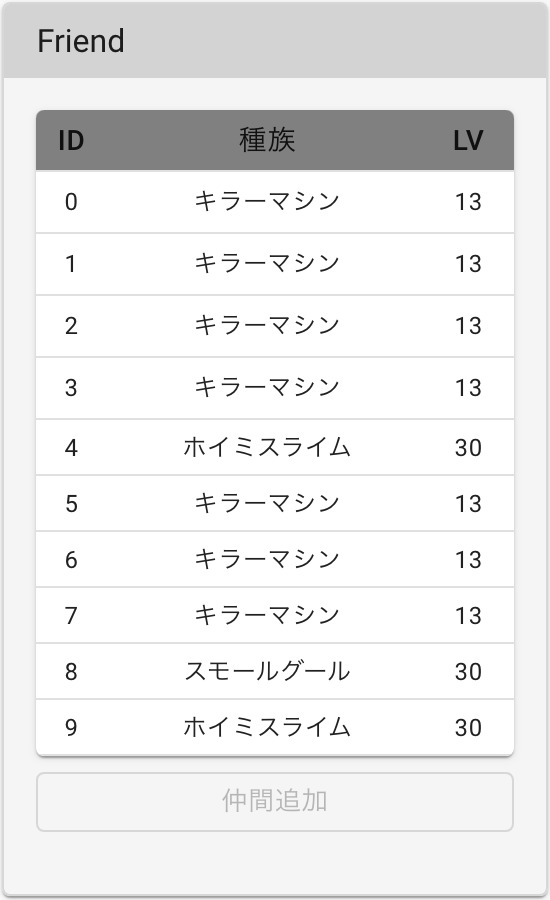 Friend
ID 種族 LV
0 キラーマシン 13
1 キラーマシン 13
2 キラーマシン 13
3 キラーマシン 13
4 ホイミスライム 30
5 キラーマシン 13
6 キラーマシン 13
7 キラーマシン 13
8 スモールグール 30
9 ホイミスライム 30
仲間追加